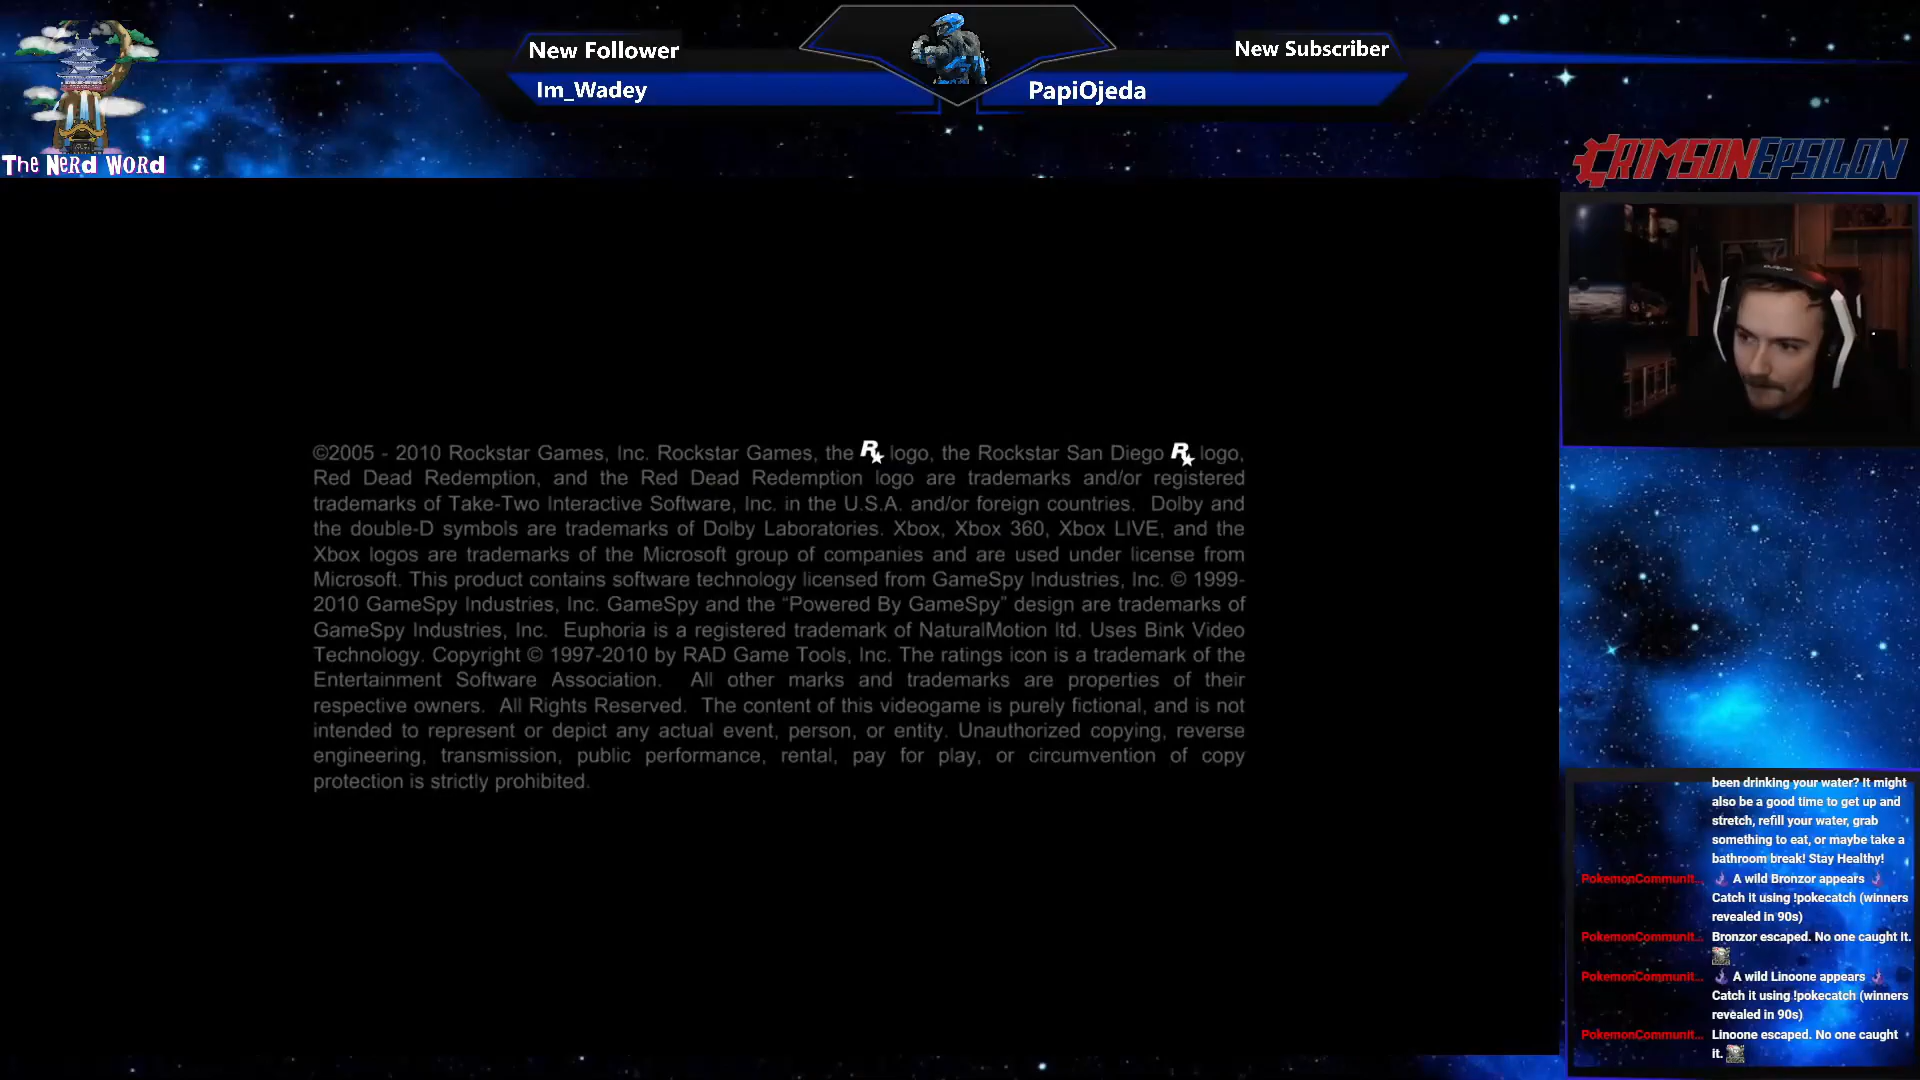 New Follower
Im_Wadey
New Subscriber
PapiOjeda
The Nerd Word
CRIMSONEPSILON
©2005 - 2010 Rockstar Games, Inc. Rockstar Games, the R logo, the Rockstar San Diego R logo,
Red Dead Redemption, and the Red Dead Redemption logo are trademarks and/or registered
trademarks of Take-Two Interactive Software, Inc. in the U.S.A. and/or foreign countries. Dolby and
the double-D symbols are trademarks of Dolby Laboratories. Xbox, Xbox 360, Xbox LIVE, and the
Xbox logos are trademarks of the Microsoft group of companies and are used under license from
Microsoft. This product contains software technology licensed from GameSpy Industries, Inc. © 1999-
2010 GameSpy Industries, Inc. GameSpy and the “Powered By GameSpy” design are trademarks of
GameSpy Industries, Inc. Euphoria is a registered trademark of NaturalMotion ltd. Uses Bink Video
Technology. Copyright © 1997-2010 by RAD Game Tools, Inc. The ratings icon is a trademark of the
Entertainment Software Association. All other marks and trademarks are properties of their
respective owners. All Rights Reserved. The content of this videogame is purely fictional, and is not
intended to represent or depict any actual event, person, or entity. Unauthorized copying, reverse
engineering, transmission, public performance, rental, pay for play, or circumvention of copy
protection is strictly prohibited.
been drinking your water? It might
also be a good time to get up and
stretch, refill your water, grab
something to eat, or maybe take a
bathroom break! Stay Healthy!
PokemonCommunit... A wild Bronzor appears
Catch it using !pokecatch (winners
revealed in 90s)
PokemonCommunit... Bronzor escaped. No one caught it.
PokemonCommunit... A wild Linoone appears
Catch it using !pokecatch (winners
revealed in 90s)
PokemonCommunit... Linoone escaped. No one caught
it.